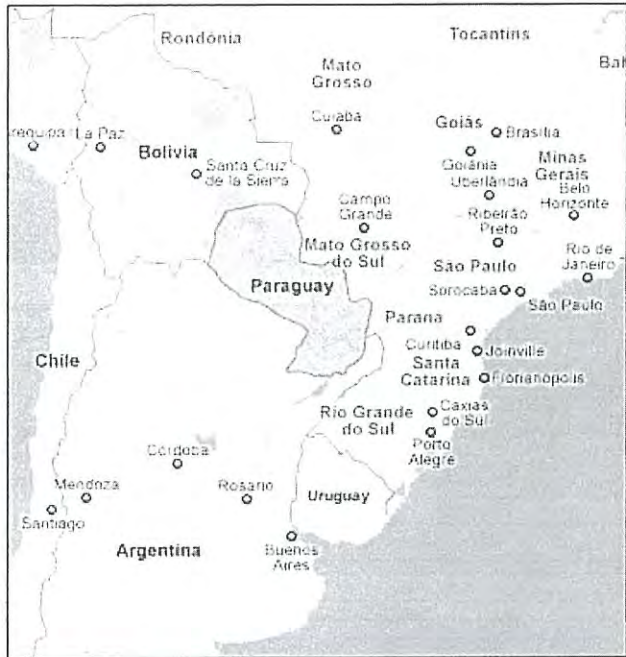 Rondônia
Tocantins
Mato
Grosso
Cuiabá
Goiás
Brasília
Goiânia
Minas
Gerais
Uberlândia
Belo
Horizonte
La Paz
Bolivia
Santa Cruz
de la Sierra
Campo
Grande
Mato Grosso
do Sul
Ribeirão
Preto
Rio de
Janeiro
São Paulo
Sorocaba
São Paulo
Paraguay
Parana
Curitiba
Joinville
Santa
Catarina
Florianópolis
Chile
Rio Grande
do Sul
Caxias
do Sul
Porto
Alegre
Córdoba
Mendoza
Rosario
Uruguay
Santiago
Argentina
Buenos
Aires